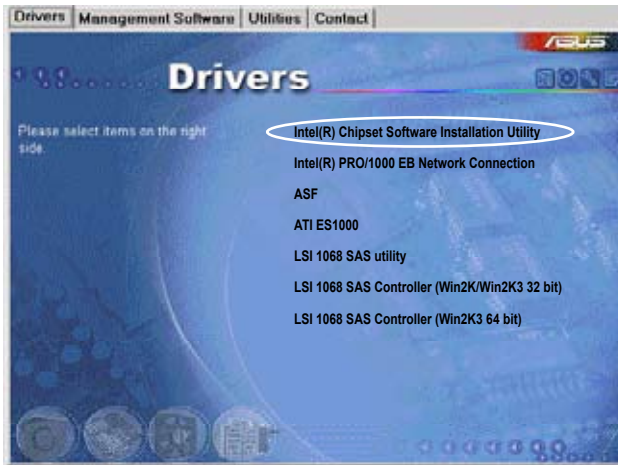 Drivers Management Software Utilities Contact
/SUS
Drivers
Please select items on the right
side.
Intel(R) Chipset Software Installation Utility
Intel(R) PRO/1000 EB Network Connection
ASF
ATI ES1000
LSI 1068 SAS utility
LSI 1068 SAS Controller (Win2K/Win2K3 32 bit)
LSI 1068 SAS Controller (Win2K3 64 bit)